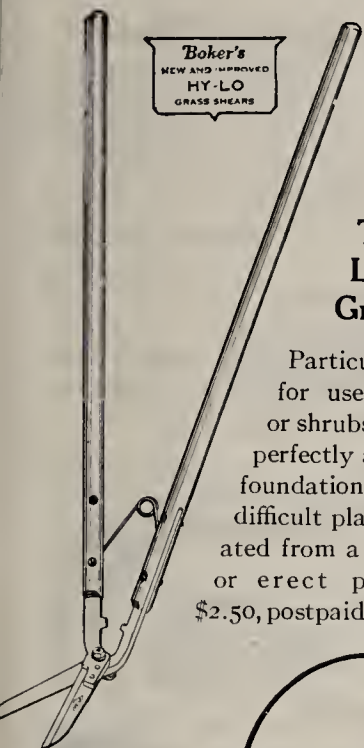 Boker's
NEW AND IMPROVED
HY-LO
GRASS SHEARS
L
G
Particu
for use
or shrubs
perfectly a
foundation
difficult pla
ated from a
or erect p
$2.50, postpaid